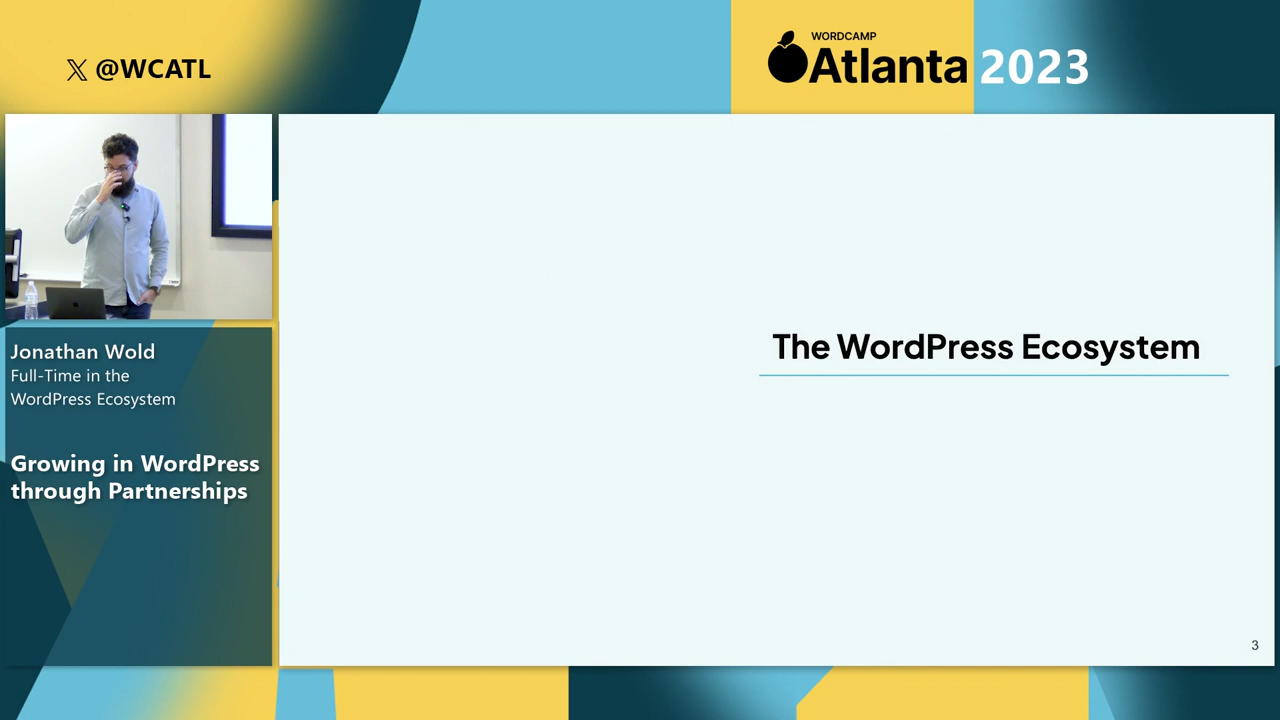 𝕏 @WCATL
WORDCAMP
Atlanta 2023
Jonathan Wold
Full-Time in the
WordPress Ecosystem
Growing in WordPress
through Partnerships
The WordPress Ecosystem
3